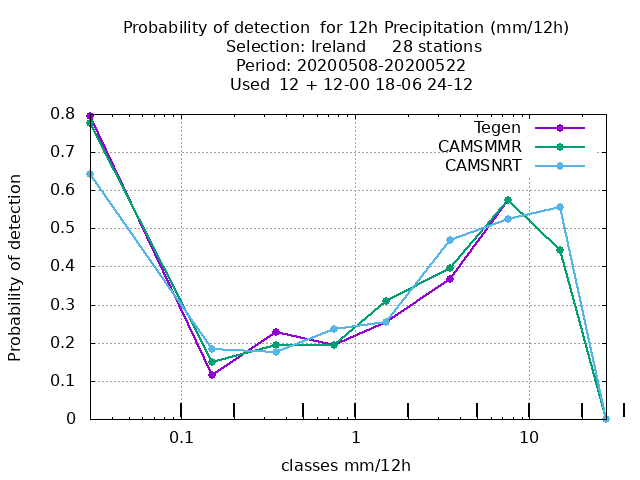 Probability of detection  for 12h Precipitation (mm/12h)
Selection: Ireland     28 stations
Period: 20200508-20200522
Used  12 + 12-00 18-06 24-12
Tegen
CAMSMMR
CAMSNRT
Probability of detection
0.8
0.7
0.6
0.5
0.4
0.3
0.2
0.1
0
0.1
1
10
classes mm/12h